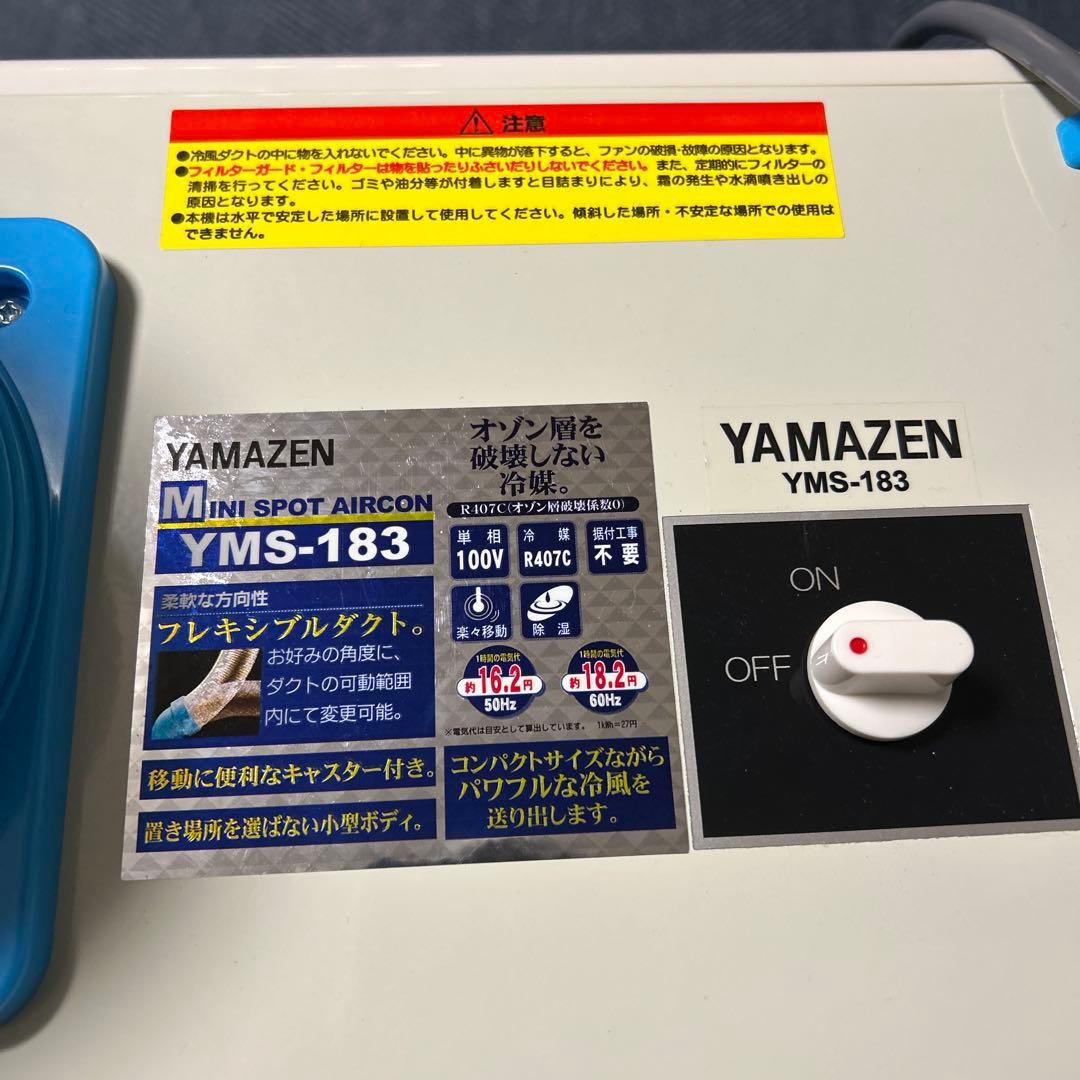 注意
●冷風ダクトの中に物を入れないでください。中に異物が落下すると、ファンの破損・故障の原因となります。
●フィルターガード・フィルターは物を貼ったりふさいだりしないでください。また、定期的にフィルターの
清掃を行ってください。ゴミや油分等が付着しますと目詰まりにより、霜の発生や水滴噴き出しの
原因となります。
●本機は水平で安定した場所に設置して使用してください。傾斜した場所・不安定な場所での使用は
できません。
YAMAZEN
MINI SPOT AIRCON
YMS-183
柔軟な方向性
フレキシブルダクト。
お好みの角度に、
ダクトの可動範囲
内にて変更可能。
移動に便利なキャスター付き。
置き場所を選ばない小型ボディ。
オゾン層を
破壊しない
冷媒。
R407C(オゾン層破壊係数0)
単相
100V
冷媒
R407C
据付工事
不要
楽々移動
除湿
1時間の電気代
約16.2円
50Hz
1時間の電気代
約18.2円
60Hz
※電気代は目安として算出しています。 1kWh=27円
コンパクトサイズながら
パワフルな冷風を
送り出します。
YAMAZEN
YMS-183
ON
OFF